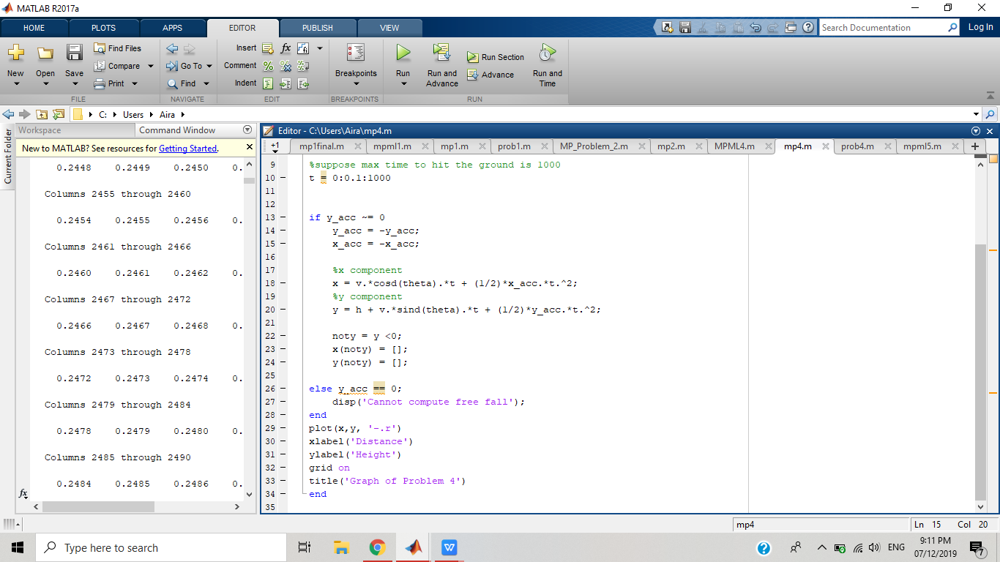 MATLAB R2017a
HOME PLOTS APPS EDITOR PUBLISH VIEW
Search Documentation
Log In
New
Open
Save
Find Files
Compare
Print
FILE
Go To
Find
NAVIGATE
Insert fx
Comment % %
Indent
EDIT
Breakpoints
BREAKPOINTS
Run
Run and Advance
Run Section
Advance
Run and Time
RUN
C: Users Aira
Current Folder
Workspace
Command Window
New to MATLAB? See resources for Getting Started.
0.2448 0.2449 0.2450 0.
Columns 2455 through 2460
0.2454 0.2455 0.2456 0.
Columns 2461 through 2466
0.2460 0.2461 0.2462 0.
Columns 2467 through 2472
0.2466 0.2467 0.2468 0.
Columns 2473 through 2478
0.2472 0.2473 0.2474 0.
Columns 2479 through 2484
0.2478 0.2479 0.2480 0.
Columns 2485 through 2490
0.2484 0.2485 0.2486 0.
fx
Editor - C:\Users\Aira\mp4.m
+1 mp1final.m mpml1.m mp1.m prob1.m MP_Problem_2.m mp2.m MPML4.m mp4.m prob4.m mpml5.m +
9 %suppose max time to hit the ground is 1000
10 - t = 0:0.1:1000
11
12
13 - if y_acc ~= 0
14 - y_acc = -y_acc;
15 - x_acc = -x_acc;
16
17 %x component
18 - x = v.*cosd(theta).*t + (1/2)*x_acc.*t.^2;
19 %y component
20 - y = h + v.*sind(theta).*t + (1/2)*y_acc.*t.^2;
21
22 - noty = y <0;
23 - x(noty) = [];
24 - y(noty) = [];
25
26 - else y_acc == 0;
27 - disp('Cannot compute free fall');
28 - end
29 - plot(x,y, '-.r')
30 - xlabel('Distance')
31 - ylabel('Height')
32 - grid on
33 - title('Graph of Problem 4')
34 - end
35
mp4
Ln 15 Col 20
Type here to search
W
?
ENG
9:11 PM
07/12/2019
7